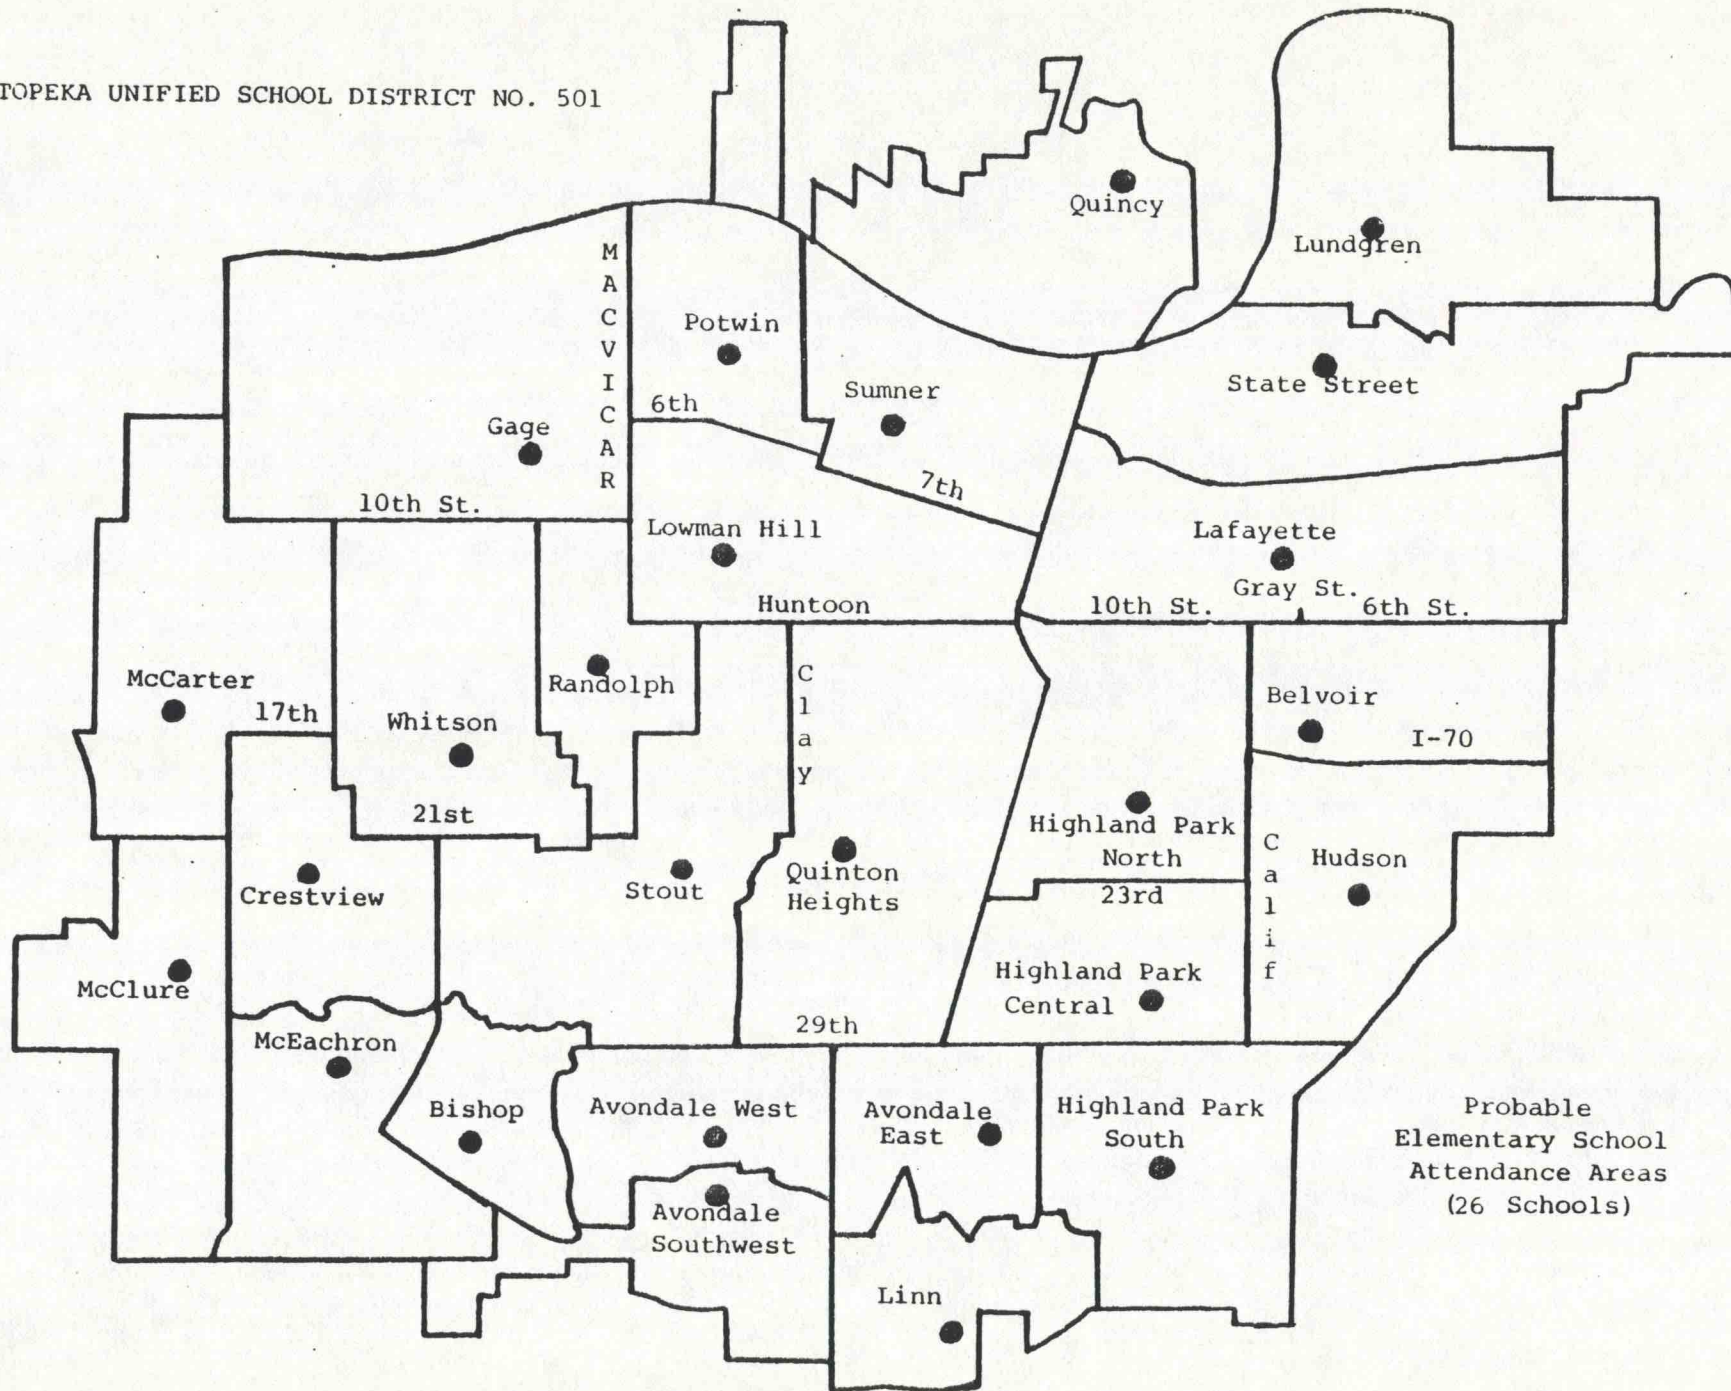 TOPEKA UNIFIED SCHOOL DISTRICT NO. 501
Quincy
Lundgren
MACVICAR
Potwin
6th
Sumner
State Street
Gage
7th
10th St.
Lowman Hill
Lafayette
Gray St.
Huntoon
10th St.
6th St.
McCarter
17th
Whitson
Randolph
Clay
Belvoir
I-70
21st
Highland Park
North
Calif
Hudson
Crestview
Stout
Quinton
Heights
23rd
McClure
Highland Park
Central
29th
McEachron
Bishop
Avondale West
Avondale
East
Highland Park
South
Avondale
Southwest
Linn
Probable
Elementary School
Attendance Areas
(26 Schools)